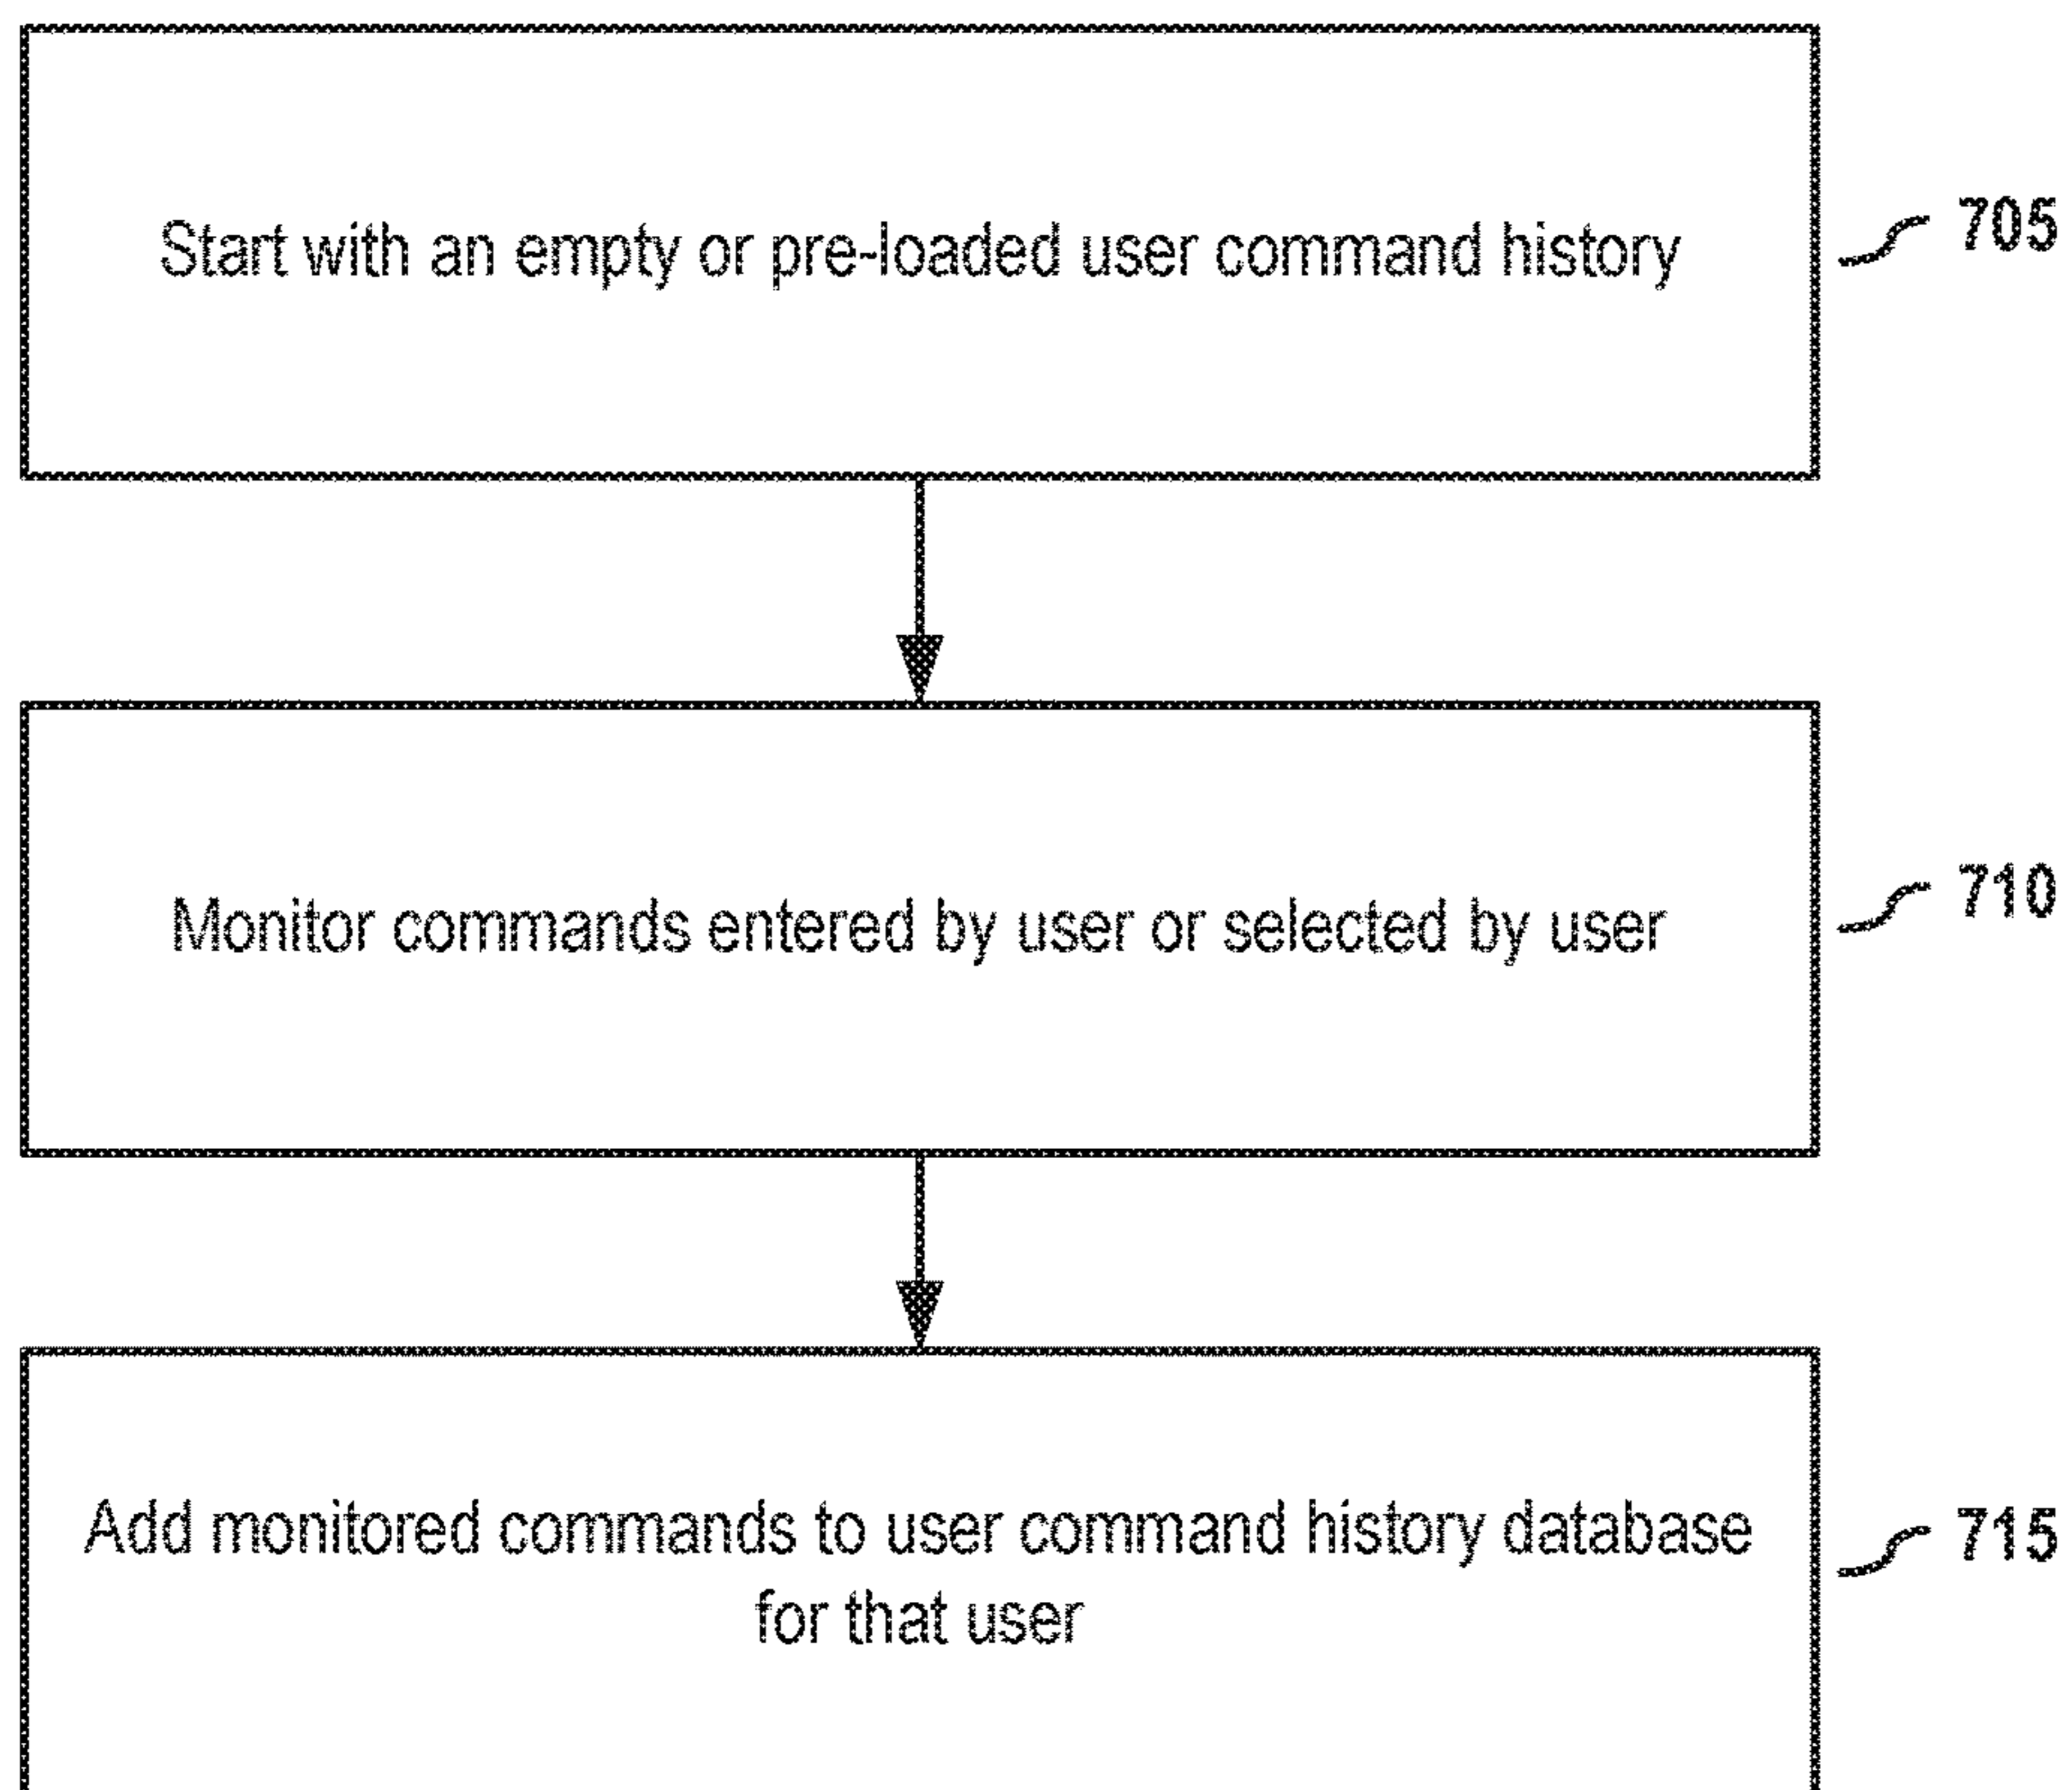 Start with an empty or pre-loaded user command history
705
Monitor commands entered by user or selected by user
710
Add monitored commands to user command history database
for that user
715